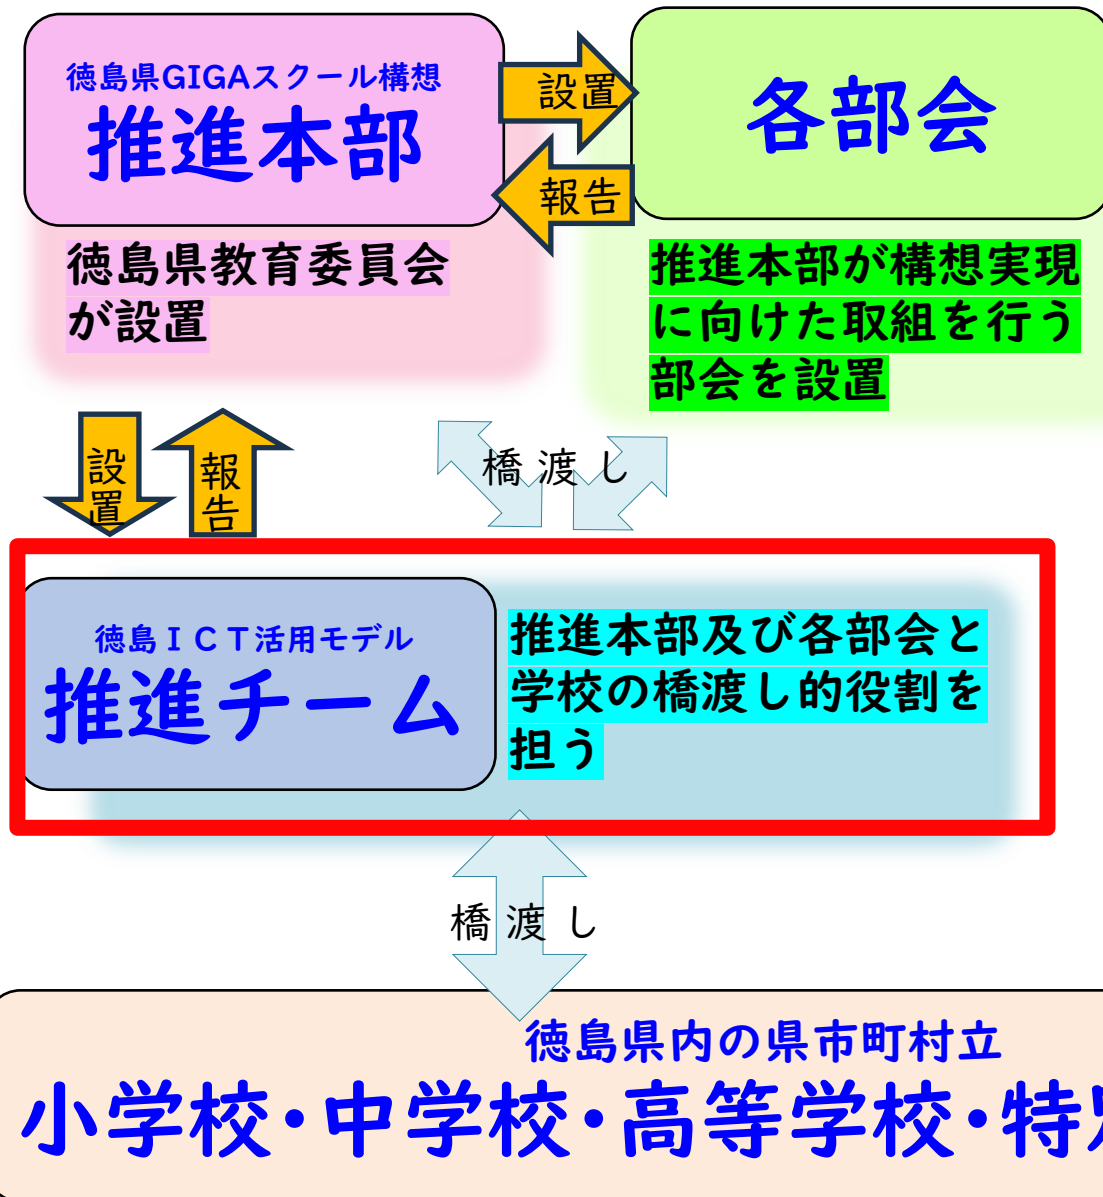 徳島県GIGAスクール構想
推進本部
設置
報告
各部会
徳島県教育委員会
が設置
推進本部が構想実現
に向けた取組を行う
部会を設置
設置
報告
橋渡し
徳島ＩＣＴ活用モデル
推進チーム
推進本部及び各部会と
学校の橋渡し的役割を
担う
橋渡し
徳島県内の県市町村立
小学校・中学校・高等学校・特